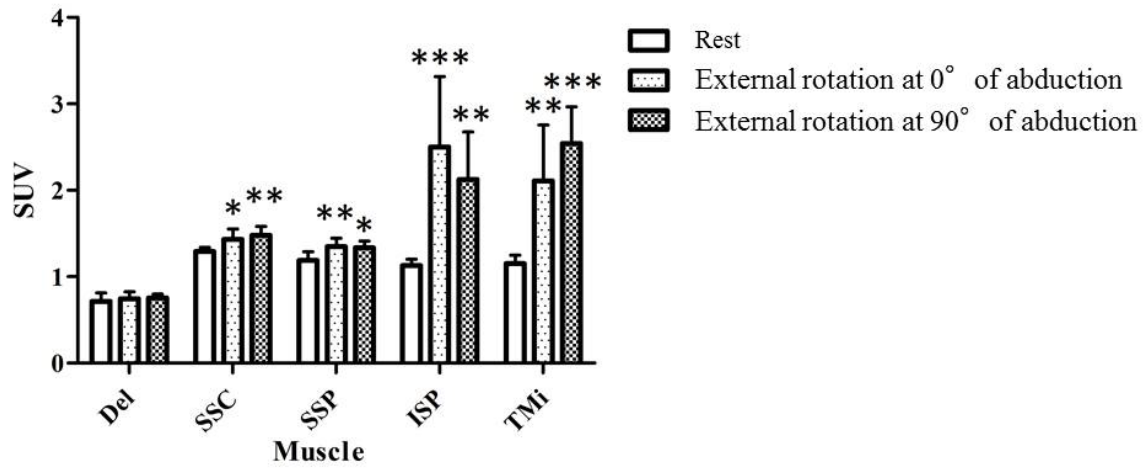 4
3
2
1
0
SUV
* ** ** * *** ** ** ***
Del SSC SSP ISP TMi
Muscle
Rest
External rotation at 0° of abduction
External rotation at 90° of abduction